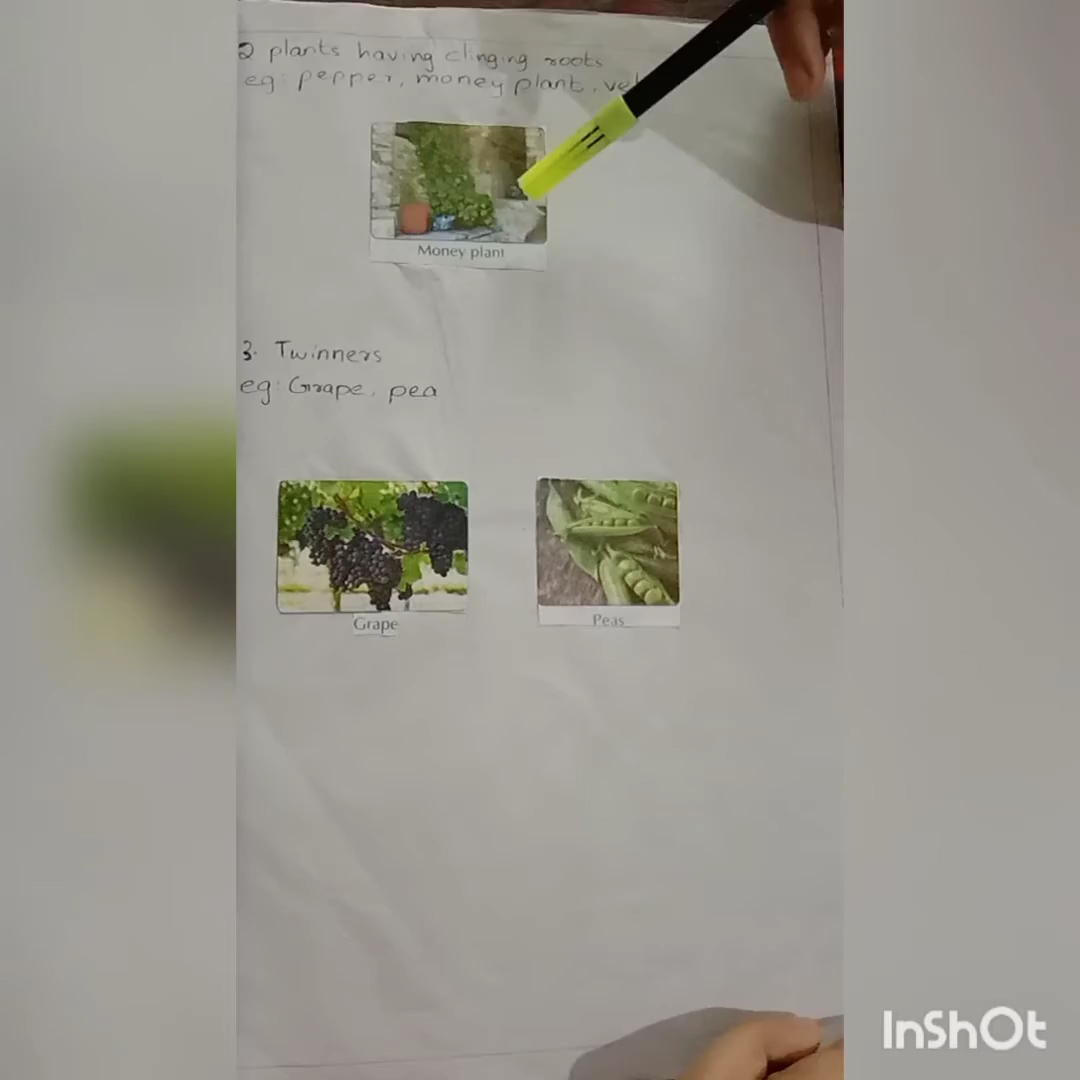 2 plants having clinging roots
eg: pepper, money plant,
Money plant
3. Twinners
eg: Grape, pea
Grape
Peas
InShOt